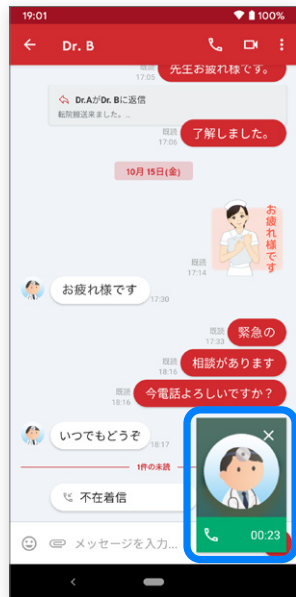 19:01
100%
Dr. B
既読
17:05
先生お疲れ様です。
Dr.AがDr. Bに返信
転院搬送来ました。...
既読
17:06
了解しました。
10月 15日(金)
お疲れ様です
既読
17:14
お疲れ様です
17:30
既読
17:33
緊急の
既読
18:16
相談があります
既読
18:16
今電話よろしいですか？
いつでもどうぞ
18:17
1件の未読
不在着信
メッセージを入力...
00:23